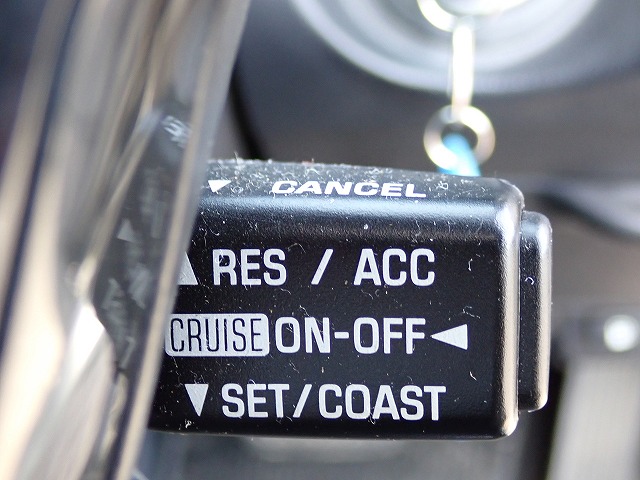 ▼ CANCEL
▲ RES / ACC
CRUISE ON-OFF ◀
▼ SET/COAST